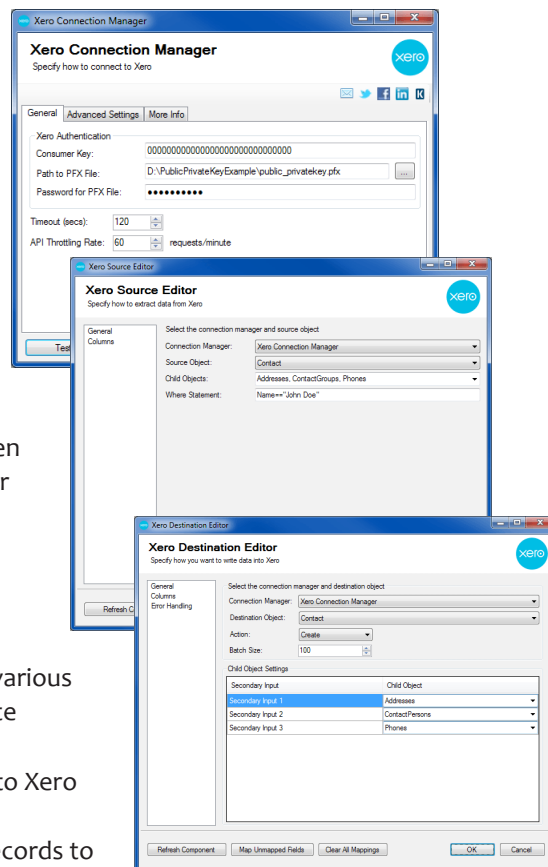 Xero Connection Manager
Xero Connection Manager
Specify how to connect to Xero
xero
General Advanced Settings More Info
Xero Authentication
Consumer Key: 00000000000000000000000000000000
Path to PFX File: D:\PublicPrivateKeyExample\public_privatekey.pfx ...
Password for PFX File: ••••••••••
Timeout (secs): 120
API Throttling Rate: 60 requests/minute
Xero Source Editor
Xero Source Editor
Specify how to extract data from Xero
xero
General
Columns
Select the connection manager and source object
Connection Manager: Xero Connection Manager
Source Object: Contact
Child Objects: Addresses, ContactGroups, Phones
Where Statement: Name=="John Doe"
Tes
en
r
Xero Destination Editor
Xero Destination Editor
Specify how you want to write data into Xero
xero
General
Columns
Error Handling
Select the connection manager and destination object
Connection Manager: Xero Connection Manager
Destination Object: Contact
Action: Create
Batch Size: 100
Refresh C
Child Object Settings
Secondary Input Child Object
Secondary Input 1 Addresses
Secondary Input 2 ContactPersons
Secondary Input 3 Phones
various
te
to Xero
ecords to
Refresh Component Map Unmapped Fields Clear All Mappings OK Cancel